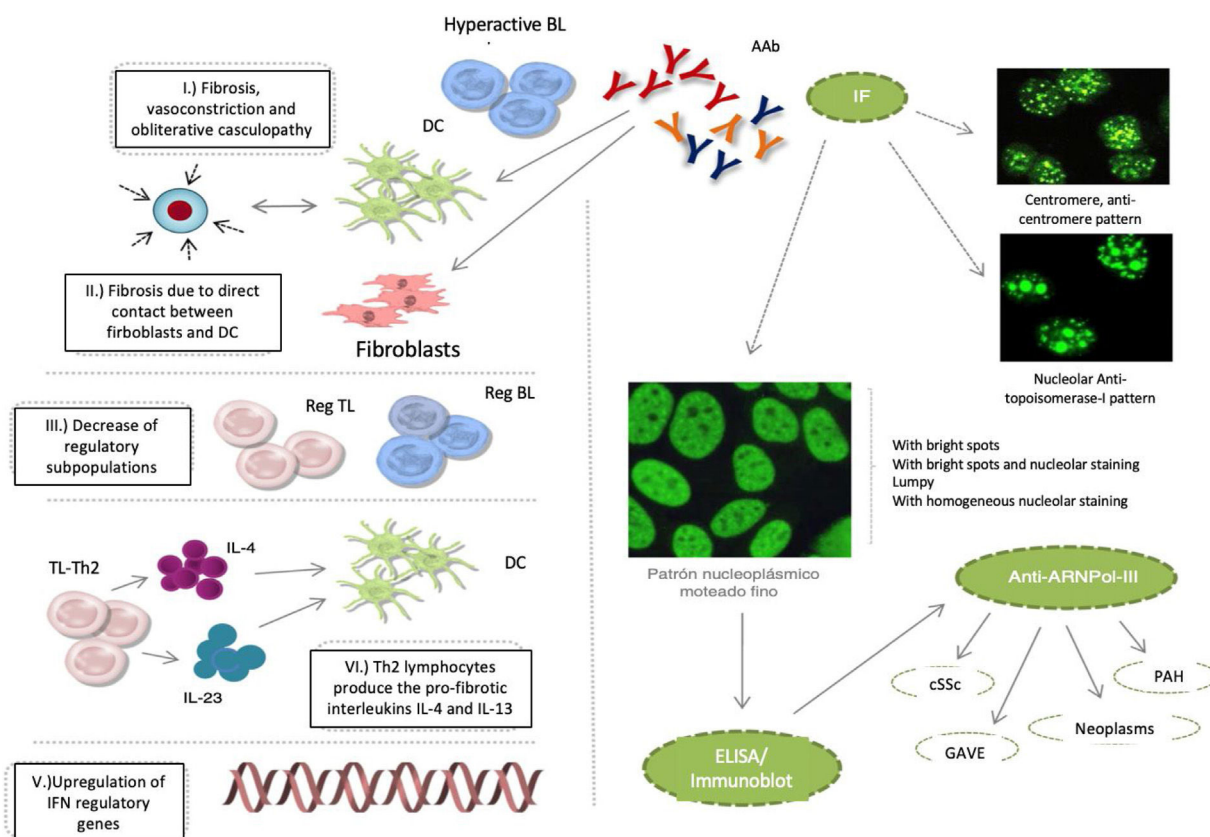 Hyperactive BL
I.) Fibrosis,
vasoconstriction and
obliterative casculopathy
DC
II.) Fibrosis due to direct
contact between
firboblasts and DC
Fibroblasts
III.) Decrease of
regulatory
subpopulations
Reg TL
Reg BL
TL-Th2
IL-4
IL-23
DC
VI.) Th2 lymphocytes
produce the pro-fibrotic
interleukins IL-4 and IL-13
V.)Upregulation of
IFN regulatory
genes
AAb
IF
Centromere, anti-
centromere pattern
Nucleolar Anti-
topoisomerase-I pattern
With bright spots
With bright spots and nucleolar staining
Lumpy
With homogeneous nucleolar staining
Patrón nucleoplásmico
moteado fino
ELISA/
Immunoblot
Anti-ARNPol-III
cSSc
GAVE
Neoplasms
PAH